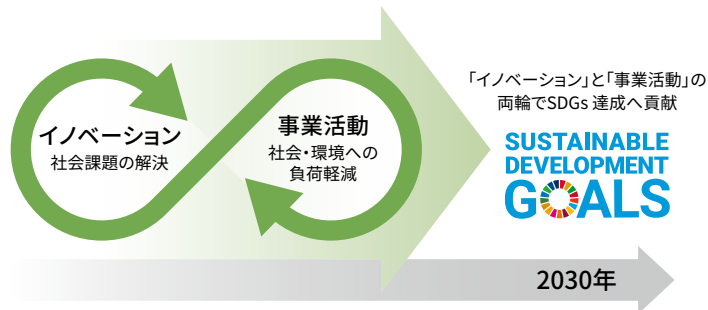 イノベーション
社会課題の解決
事業活動
社会・環境への
負荷軽減
「イノベーション」と「事業活動」の
両輪でSDGs 達成へ貢献
SUSTAINABLE
DEVELOPMENT
GOALS
2030年